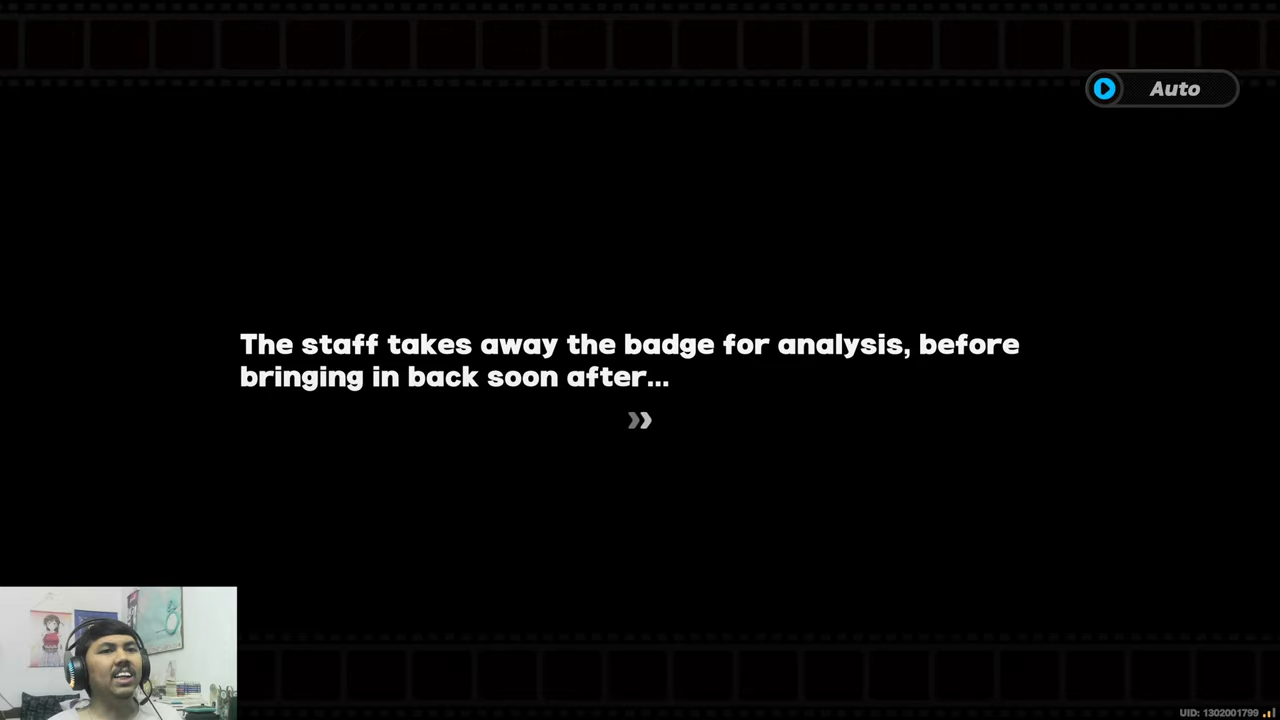 Auto
The staff takes away the badge for analysis, before
bringing in back soon after...
UID: 1302001799